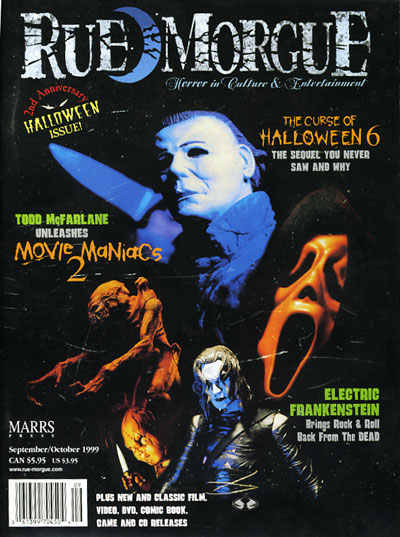 RUE MORGUE
Horror in Culture & Entertainment
2nd Anniversary
HALLOWEEN
ISSUE!
THE CURSE OF
HALLOWEEN 6
THE SEQUEL YOU NEVER
SAW AND WHY
TODD McFARLANE
UNLEASHES
MOVIE MANIACS
2
ELECTRIC
FRANKENSTEIN
Brings Rock & Roll
Back From The DEAD
MARRS
PRESS
September/October 1999
CAN $5.95 US $3.95
www.rue-morgue.com
09
PLUS NEW AND CLASSIC FILM,
VIDEO, DVD, COMIC BOOK,
GAME AND CD RELEASES